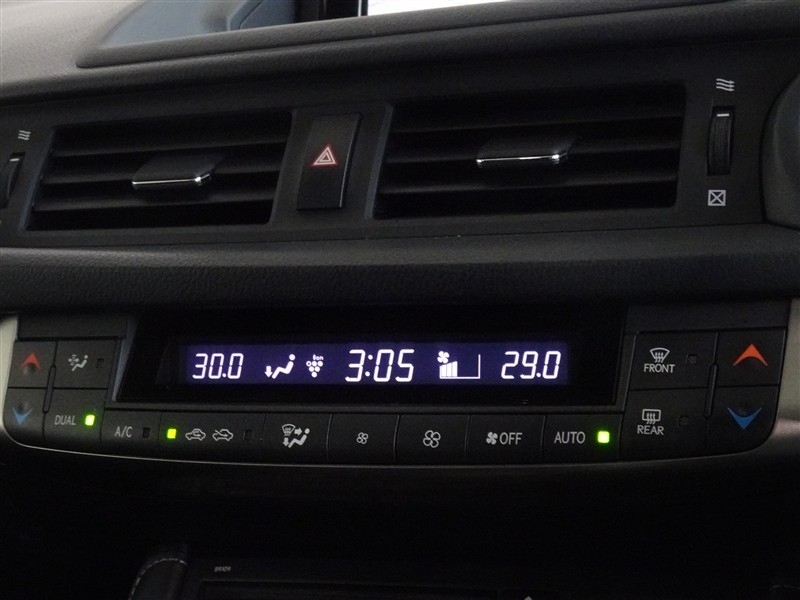 30.0 3:05 29.0
FRONT
DUAL A/C OFF AUTO REAR